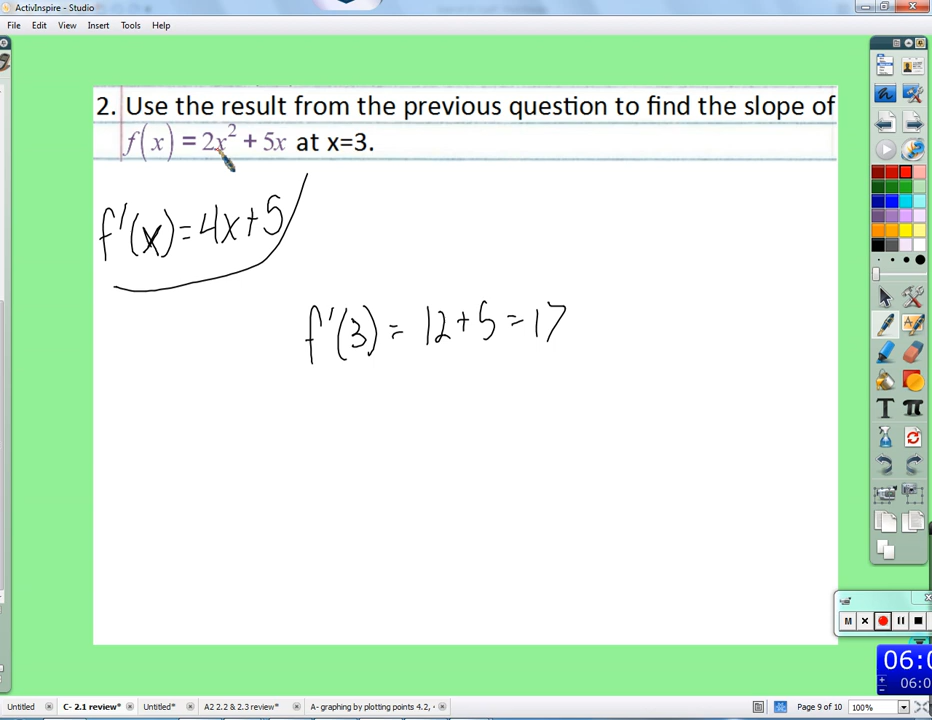 ActivInspire - Studio
File Edit View Insert Tools Help
2. Use the result from the previous question to find the slope of
f(x) = 2x² + 5x at x=3.
f'(x) = 4x + 5
f'(3) = 12 + 5 = 17
T π
M
06:0
06:0
Untitled C- 2.1 review* Untitled* A2 2.2 & 2.3 review* A- graphing by plotting points 4.2, Page 9 of 10 100%